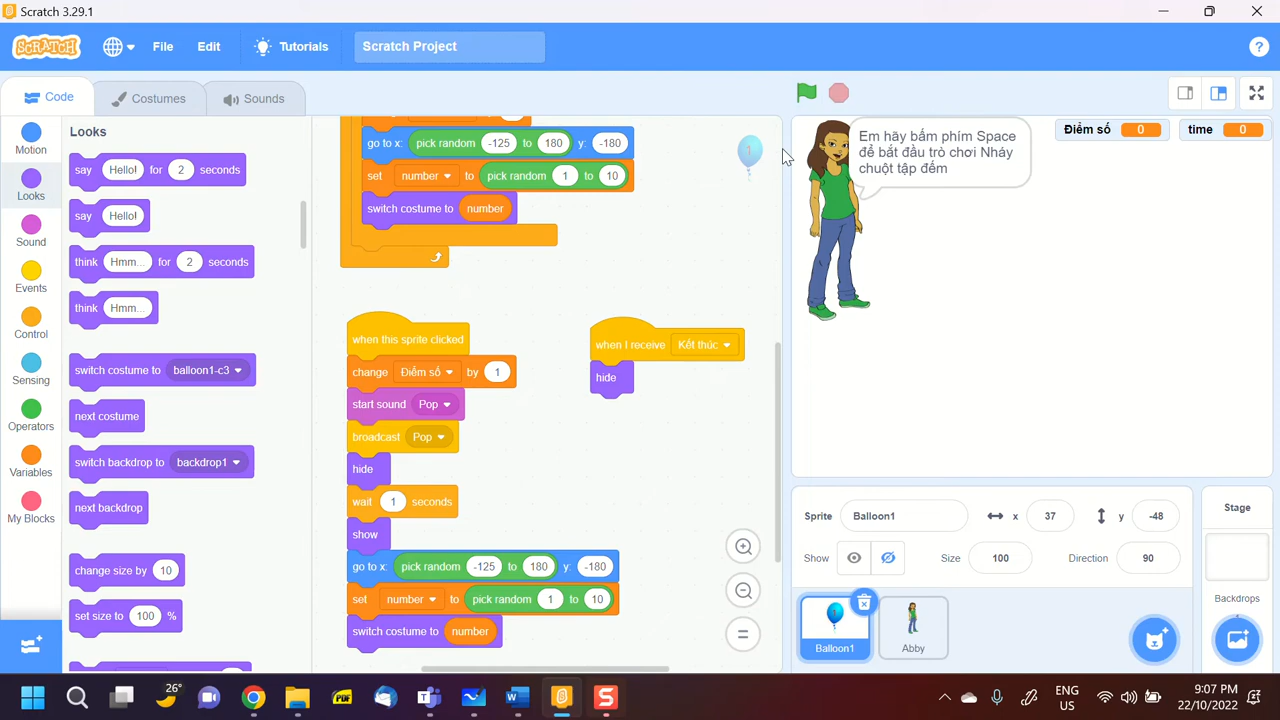 Scratch 3.29.1
SCRATCH
File
Edit
Tutorials
Scratch Project
Code
Costumes
Sounds
Motion
Looks
Sound
Events
Control
Sensing
Operators
Variables
My Blocks
Looks
say Hello! for 2 seconds
say Hello!
think Hmm... for 2 seconds
think Hmm...
switch costume to balloon1-c3
next costume
switch backdrop to backdrop1
next backdrop
change size by 10
set size to 100 %
go to x: pick random -125 to 180 y: -180
set number to pick random 1 to 10
switch costume to number
when this sprite clicked
change Điểm số by 1
start sound Pop
broadcast Pop
hide
wait 1 seconds
show
go to x: pick random -125 to 180 y: -180
set number to pick random 1 to 10
switch costume to number
when I receive Kết thúc
hide
Em hãy bấm phím Space
để bắt đầu trò chơi Nháy
chuột tập đếm
Điểm số 0
time 0
Sprite Balloon1
x 37
y -48
Show
Size 100
Direction 90
Balloon1
Abby
Stage
Backdrops
26°
PDF
ENG
US
9:07 PM
22/10/2022